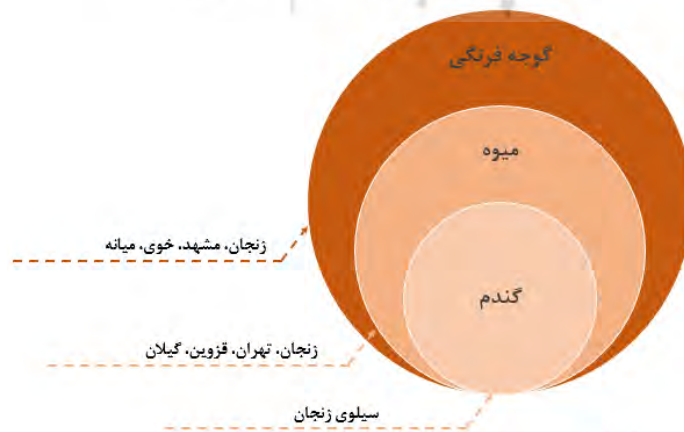 گوجه فرنگی
میوه
گندم
زنجان، مشهد، خوی، میانه
زنجان، تهران، قزوین، گیلان
سیلوی زنجان